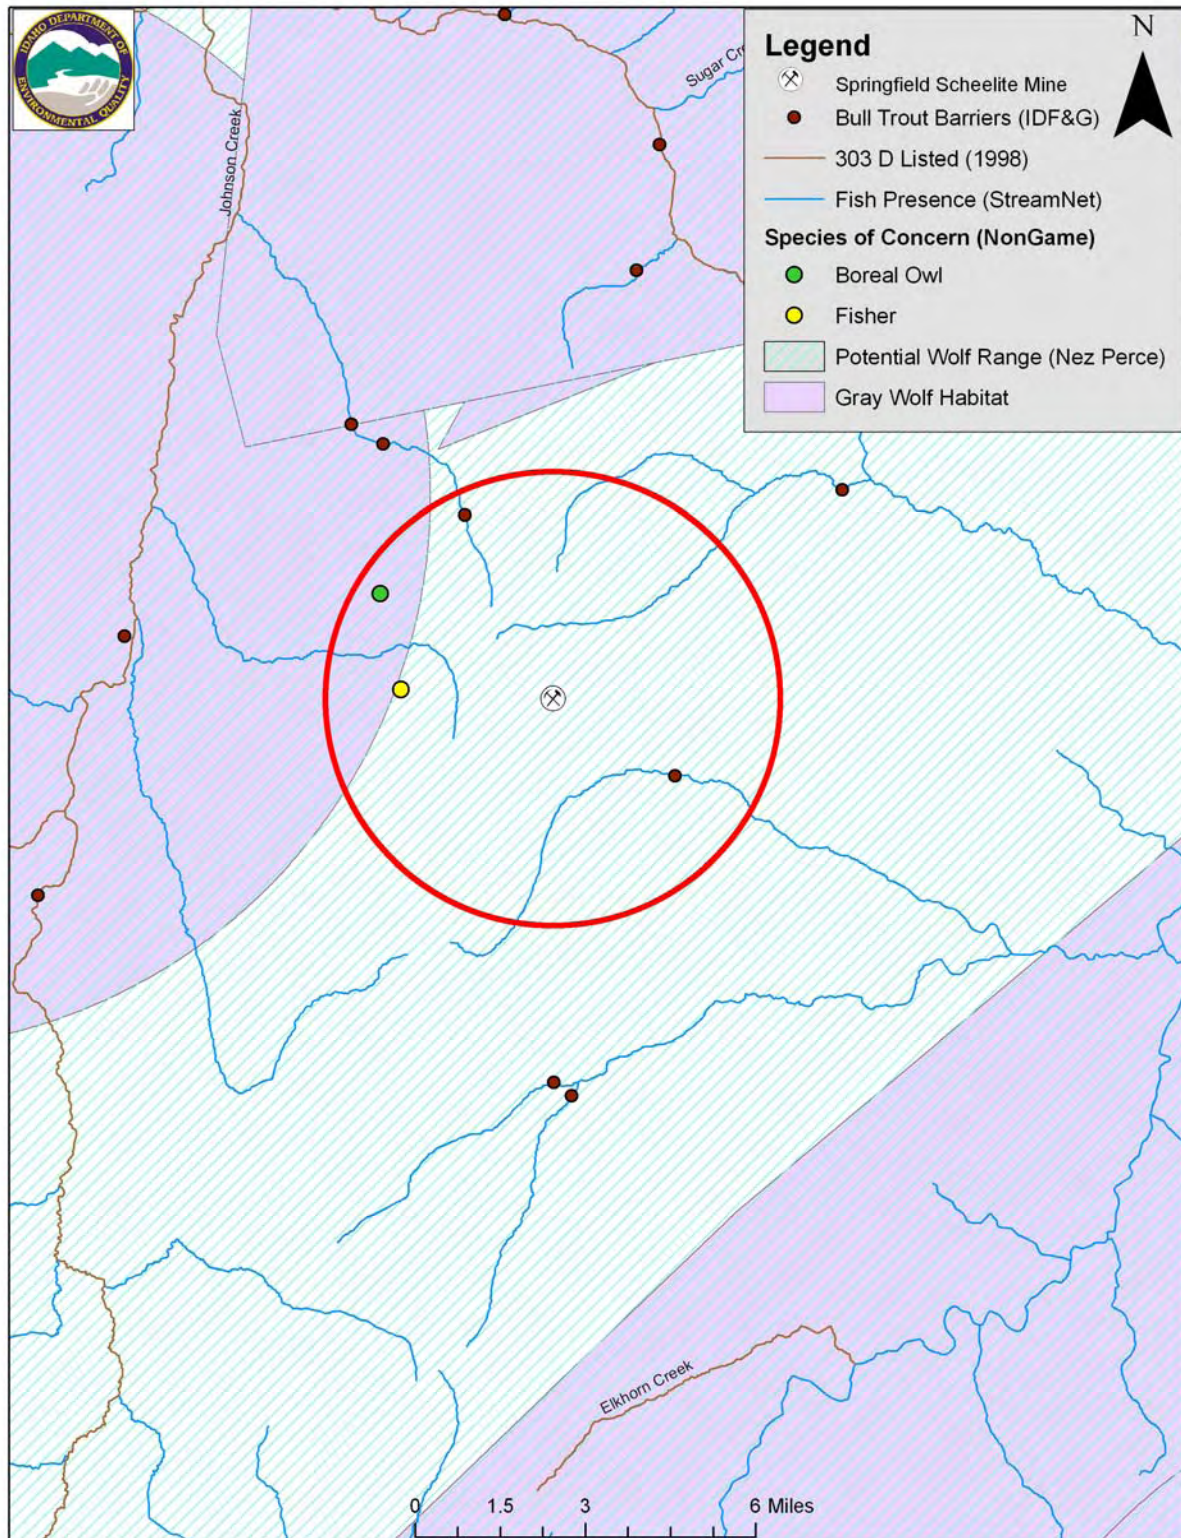 IDAHO DEPARTMENT OF
ENVIRONMENTAL QUALITY
Legend
N
Springfield Scheelite Mine
Bull Trout Barriers (IDF&G)
303 D Listed (1998)
Fish Presence (StreamNet)
Species of Concern (NonGame)
Boreal Owl
Fisher
Potential Wolf Range (Nez Perce)
Gray Wolf Habitat
Sugar Cre
Johnson Creek
Elkhorn Creek
0 1.5 3 6 Miles